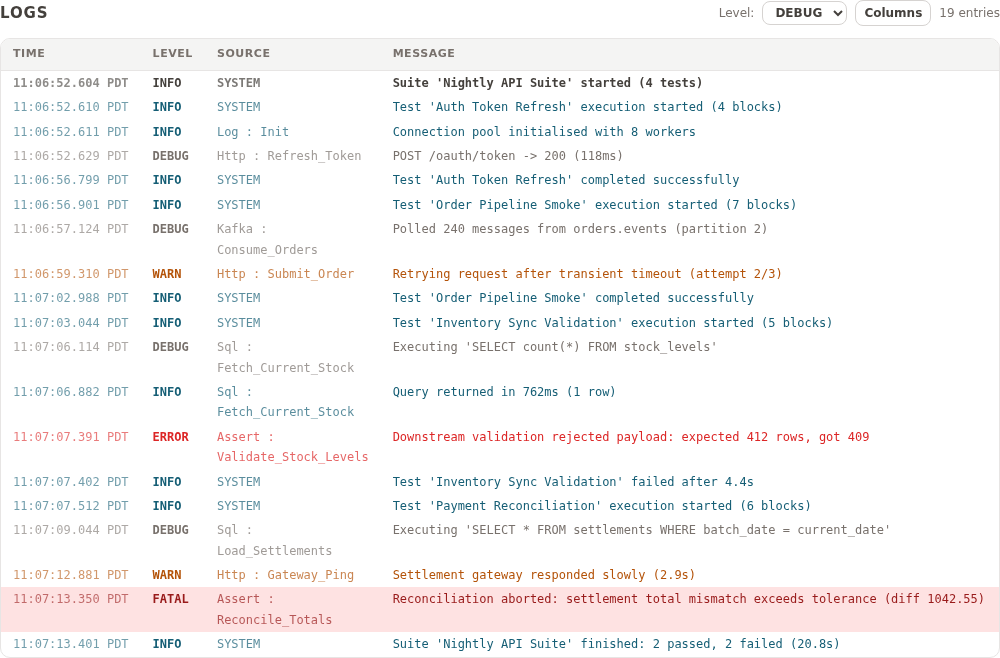 LOGS
Level: DEBUG Columns 19 entries
TIME LEVEL SOURCE MESSAGE
11:06:52.604 PDT INFO SYSTEM Suite 'Nightly API Suite' started (4 tests)
11:06:52.610 PDT INFO SYSTEM Test 'Auth Token Refresh' execution started (4 blocks)
11:06:52.611 PDT INFO Log : Init Connection pool initialised with 8 workers
11:06:52.629 PDT DEBUG Http : Refresh_Token POST /oauth/token -> 200 (118ms)
11:06:56.799 PDT INFO SYSTEM Test 'Auth Token Refresh' completed successfully
11:06:56.901 PDT INFO SYSTEM Test 'Order Pipeline Smoke' execution started (7 blocks)
11:06:57.124 PDT DEBUG Kafka : Polled 240 messages from orders.events (partition 2)
Consume_Orders
11:06:59.310 PDT WARN Http : Submit_Order Retrying request after transient timeout (attempt 2/3)
11:07:02.988 PDT INFO SYSTEM Test 'Order Pipeline Smoke' completed successfully
11:07:03.044 PDT INFO SYSTEM Test 'Inventory Sync Validation' execution started (5 blocks)
11:07:06.114 PDT DEBUG Sql : Executing 'SELECT count(*) FROM stock_levels'
Fetch_Current_Stock
11:07:06.882 PDT INFO Sql : Query returned in 762ms (1 row)
Fetch_Current_Stock
11:07:07.391 PDT ERROR Assert : Downstream validation rejected payload: expected 412 rows, got 409
Validate_Stock_Levels
11:07:07.402 PDT INFO SYSTEM Test 'Inventory Sync Validation' failed after 4.4s
11:07:07.512 PDT INFO SYSTEM Test 'Payment Reconciliation' execution started (6 blocks)
11:07:09.044 PDT DEBUG Sql : Executing 'SELECT * FROM settlements WHERE batch_date = current_date'
Load_Settlements
11:07:12.881 PDT WARN Http : Gateway_Ping Settlement gateway responded slowly (2.9s)
11:07:13.350 PDT FATAL Assert : Reconciliation aborted: settlement total mismatch exceeds tolerance (diff 1042.55)
Reconcile_Totals
11:07:13.401 PDT INFO SYSTEM Suite 'Nightly API Suite' finished: 2 passed, 2 failed (20.8s)